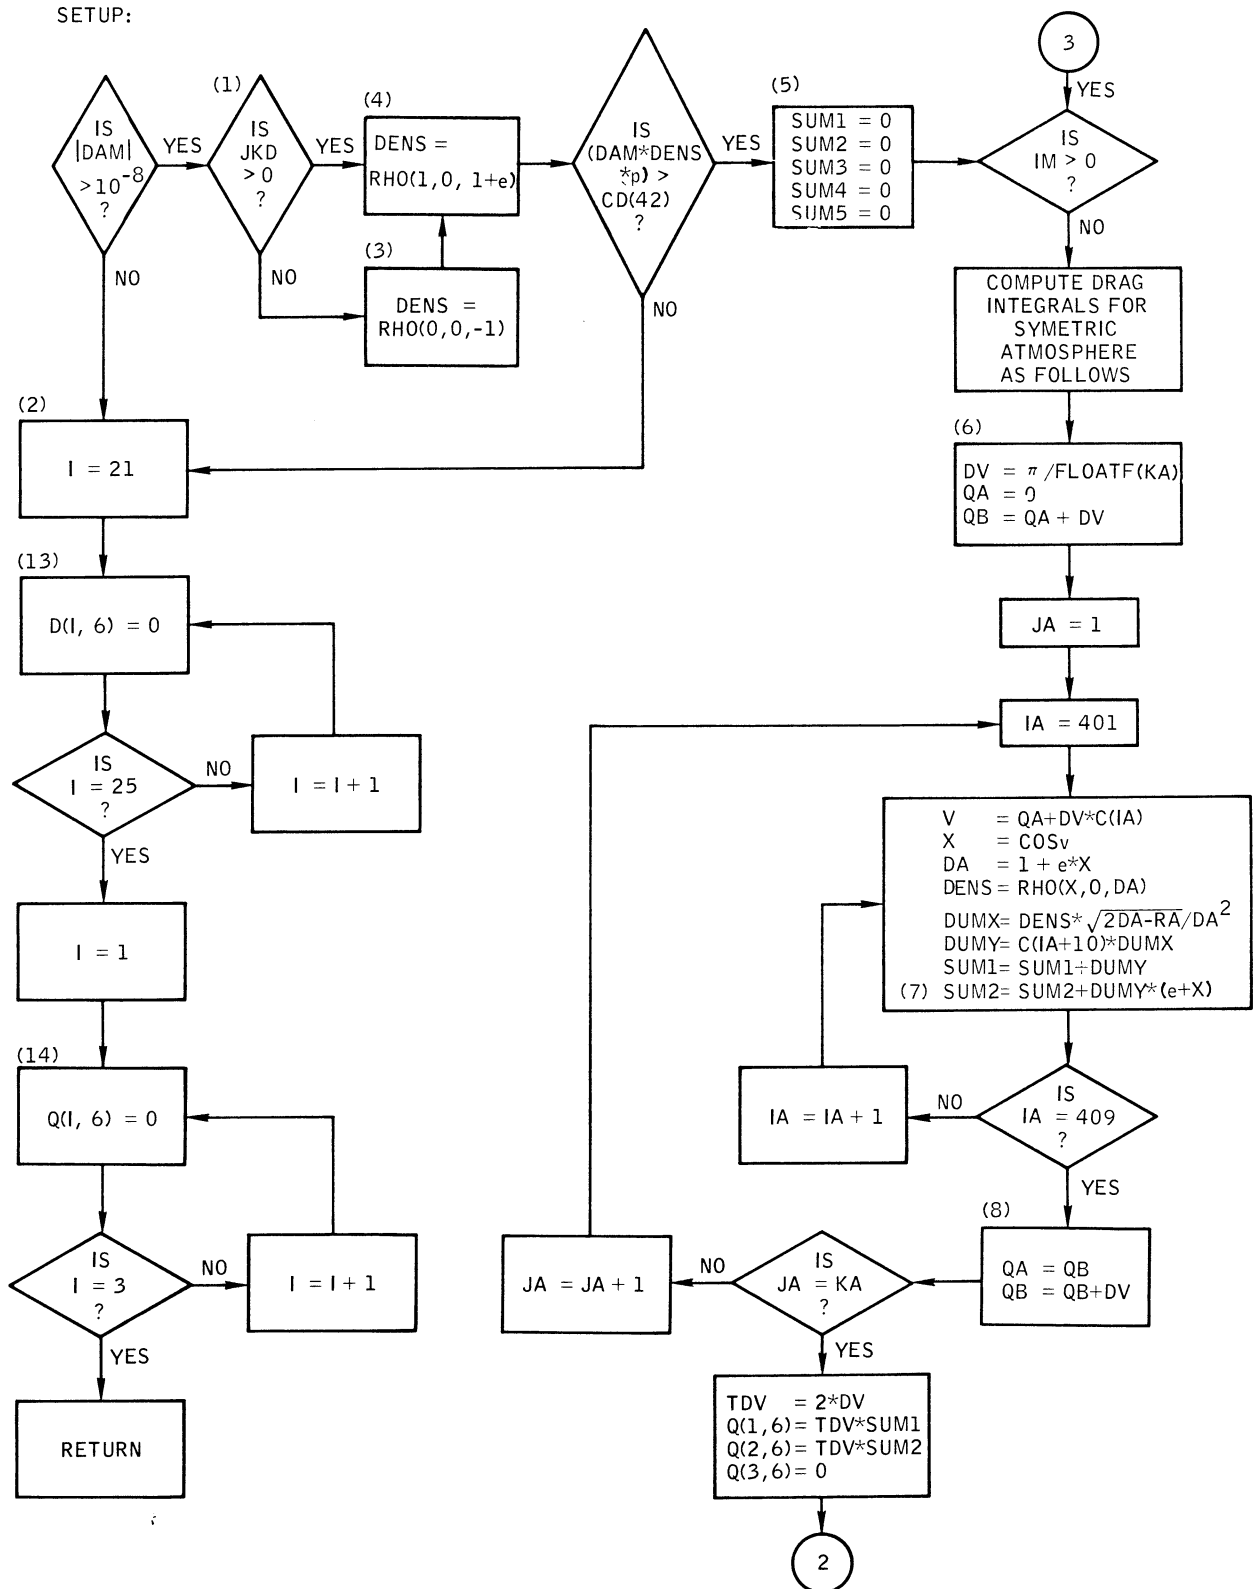 SETUP:
IS
|DAM|
>10⁻⁸
?
YES
NO
(1)
IS
JKD
>0
?
YES
NO
(4)
DENS =
RHO(1,0, 1+e)
(3)
DENS =
RHO(0,0,-1)
IS
(DAM*DENS
*p) >
CD(42)
?
YES
NO
(5)
SUM1 = 0
SUM2 = 0
SUM3 = 0
SUM4 = 0
SUM5 = 0
3
YES
IS
IM > 0
?
NO
COMPUTE DRAG
INTEGRALS FOR
SYMETRIC
ATMOSPHERE
AS FOLLOWS
(2)
I = 21
(13)
D(I, 6) = 0
IS
I = 25
?
NO
I = I + 1
YES
I = 1
(14)
Q(I, 6) = 0
IS
I = 3
?
NO
I = I + 1
YES
RETURN
(6)
DV = π/FLOATF(KA)
QA = 0
QB = QA + DV
JA = 1
IA = 401
V = QA+DV*C(IA)
X = COSv
DA = 1 + e*X
DENS = RHO(X,0,DA)
DUMX= DENS*√2DA-RA/DA²
DUMY= C(IA+10)*DUMX
SUM1= SUM1+DUMY
(7) SUM2= SUM2+DUMY*(e+X)
IS
IA = 409
?
NO
IA = IA + 1
YES
(8)
QA = QB
QB = QB+DV
IS
JA = KA
?
NO
JA = JA + 1
YES
TDV = 2*DV
Q(1,6)= TDV*SUM1
Q(2,6)= TDV*SUM2
Q(3,6)= 0
2